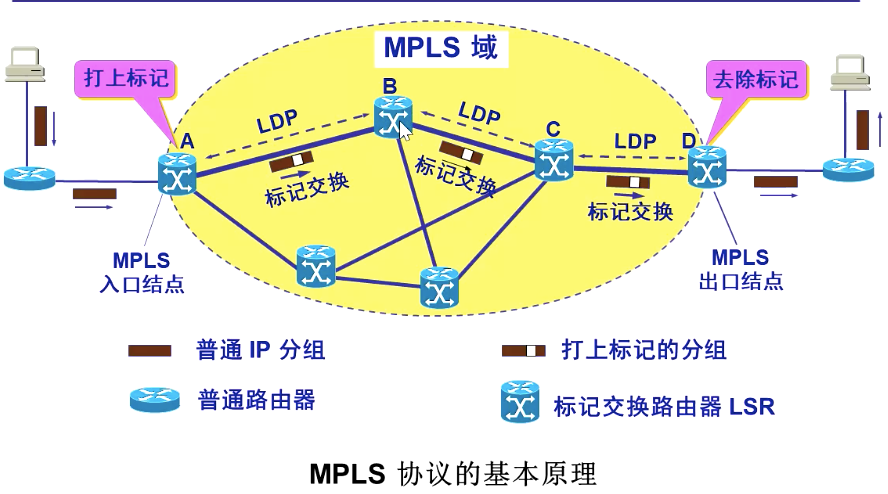 MPLS 域
打上标记
去除标记
B
LDP
LDP
A
C
LDP
D
标记交换
标记交换
标记交换
MPLS
入口结点
MPLS
出口结点
普通 IP 分组
打上标记的分组
普通路由器
标记交换路由器 LSR
MPLS 协议的基本原理